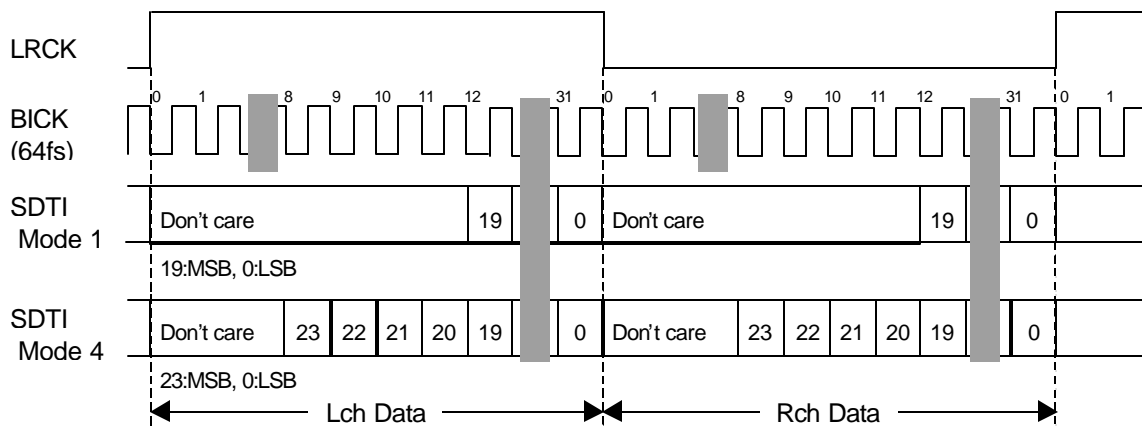 LRCK
0 1 8 9 10 11 12 31 0 1 8 9 10 11 12 31 0 1
BICK
(64fs)
SDTI
Mode 1
Don't care 19 0 Don't care 19 0
19:MSB, 0:LSB
SDTI
Mode 4
Don't care 23 22 21 20 19 0 Don't care 23 22 21 20 19 0
23:MSB, 0:LSB
Lch Data Rch Data